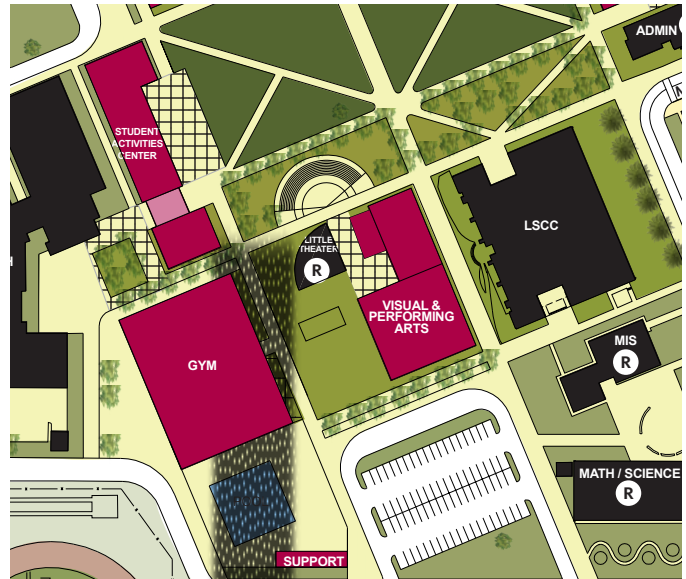 ADMIN
STUDENT
ACTIVITIES
CENTER
LSCC
LITTLE
THEATER
R
VISUAL &
PERFORMING
ARTS
GYM
MIS
R
MATH / SCIENCE
R
SUPPORT